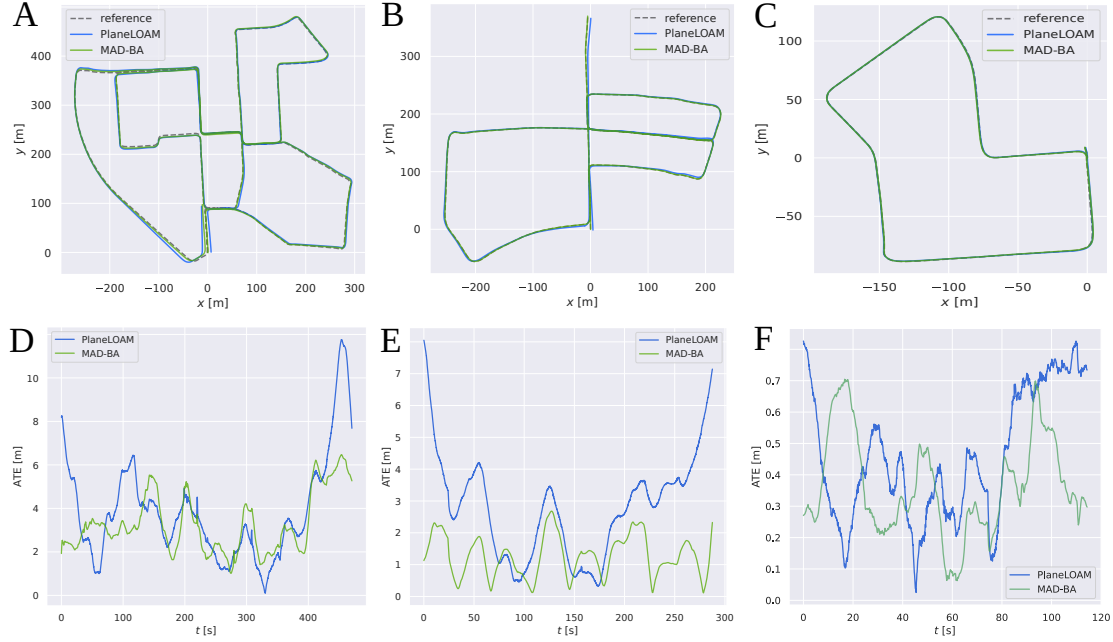 A
reference
PlaneLOAM
MAD-BA
400
300
200
100
0
y [m]
−200 −100 0 100 200 300
x [m]
B
reference
PlaneLOAM
MAD-BA
300
200
100
0
y [m]
−200 −100 0 100 200
x [m]
C
reference
PlaneLOAM
MAD-BA
100
50
0
−50
y [m]
−150 −100 −50 0
x [m]
D
PlaneLOAM
MAD-BA
10
8
6
4
2
0
ATE [m]
0 100 200 300 400
t [s]
E
PlaneLOAM
MAD-BA
7
6
5
4
3
2
1
0
ATE [m]
0 50 100 150 200 250 300
t [s]
F
0.7
0.6
0.5
0.4
0.3
0.2
0.1
0.0
ATE [m]
PlaneLOAM
MAD-BA
0 20 40 60 80 100 120
t [s]